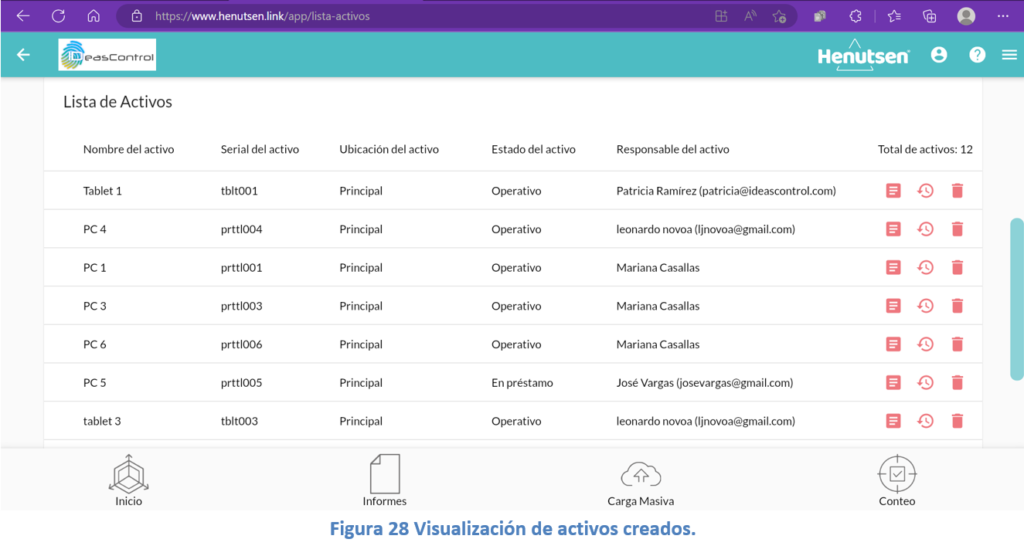 https://www.henutsen.link/app/lista-activos
IDeasControl
Henutsen
Lista de Activos
Nombre del activo Serial del activo Ubicación del activo Estado del activo Responsable del activo Total de activos: 12
Tablet 1 tblt001 Principal Operativo Patricia Ramírez (patricia@ideascontrol.com)
PC 4 prttl004 Principal Operativo leonardo novoa (ljnovoa@gmail.com)
PC 1 prttl001 Principal Operativo Mariana Casallas
PC 3 prttl003 Principal Operativo Mariana Casallas
PC 6 prttl006 Principal Operativo Mariana Casallas
PC 5 prttl005 Principal En préstamo José Vargas (josevargas@gmail.com)
tablet 3 tblt003 Principal Operativo leonardo novoa (ljnovoa@gmail.com)
Inicio Informes Carga Masiva Conteo
Figura 28 Visualización de activos creados.